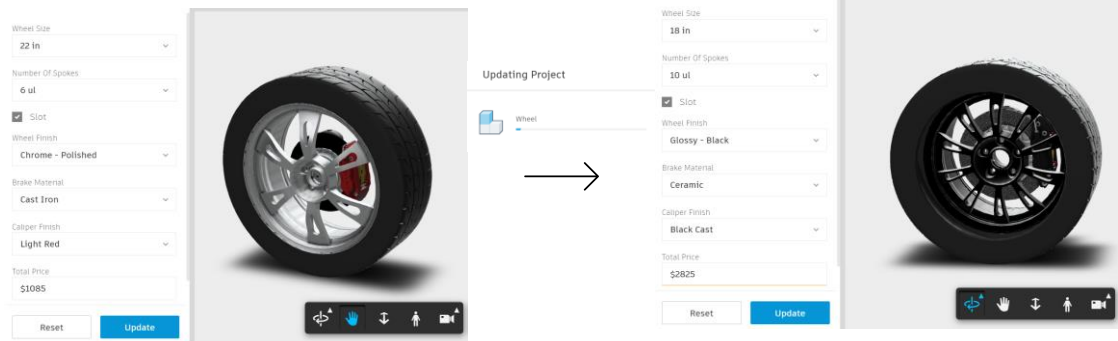 Wheel Size
22 in
Number Of Spokes
6 ul
Slot
Wheel Finish
Chrome - Polished
Brake Material
Cast Iron
Caliper Finish
Light Red
Total Price
$1085
Reset
Update
Updating Project
Wheel
Wheel Size
18 in
Number Of Spokes
10 ul
Slot
Wheel Finish
Glossy - Black
Brake Material
Ceramic
Caliper Finish
Black Cast
Total Price
$2825
Reset
Update